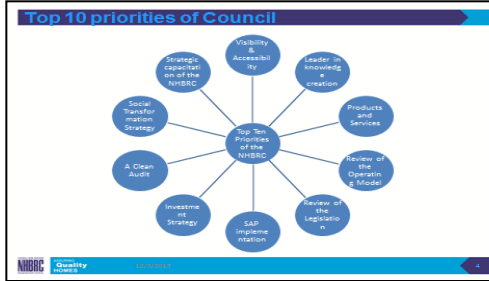 Top 10 priorities of Council
Visibility
&
Accessibi
lity
Leader in
knowledg
e
creation
Products
and
Services
Review of
the
Operatin
g Model
Review of
the
Legislatio
n
SAP
Impleme
ntation
Investme
nt
Strategy
A Clean
Audit
Social
Transfor
mation
Strategy
Strategic
capacitati
on of the
NHBRC
Top Ten
Priorities
of the
NHBRC
NHBRC
Quality
HOMES
4